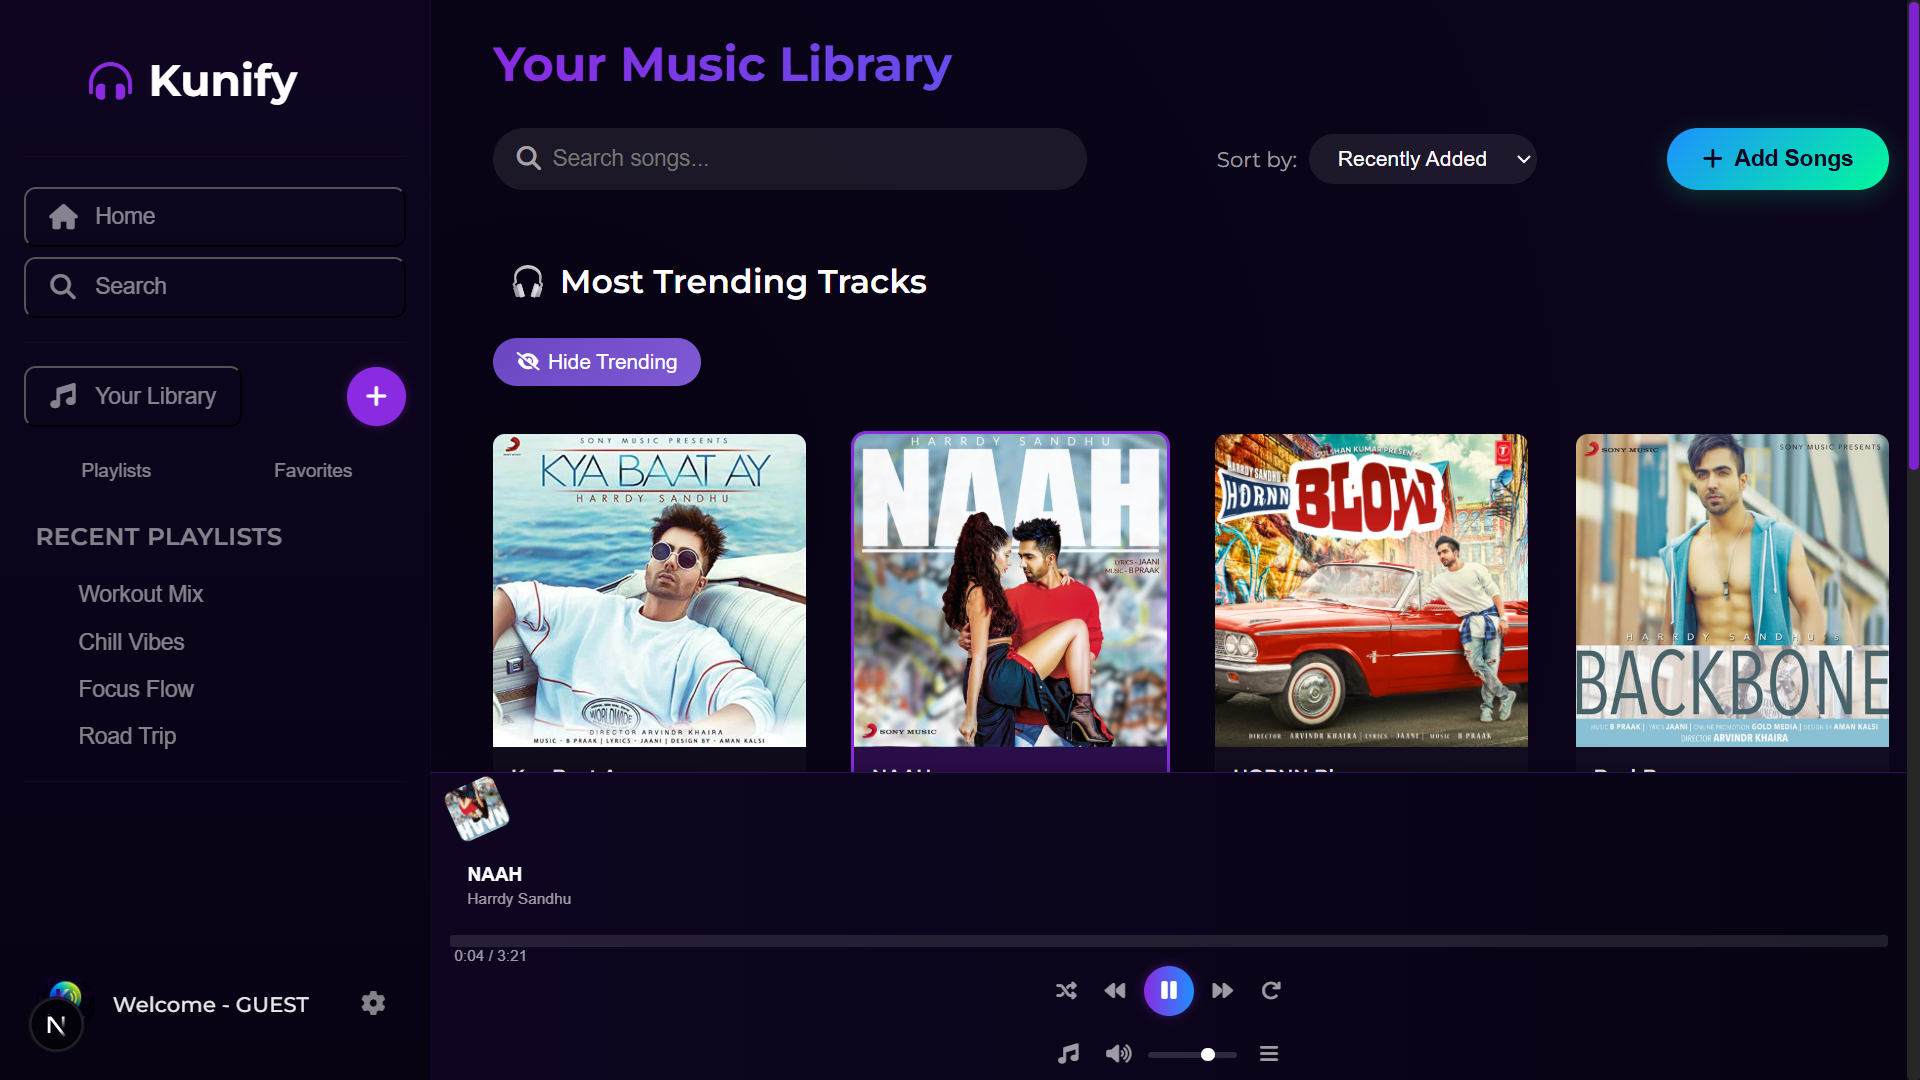 Kunify
Home
Search
Your Library
Playlists
Favorites
RECENT PLAYLISTS
Workout Mix
Chill Vibes
Focus Flow
Road Trip
Welcome - GUEST
N
Your Music Library
Search songs...
Sort by:
Recently Added
Add Songs
Most Trending Tracks
Hide Trending
SONY MUSIC PRESENTS
KYA BAAT AY
HARRDY SANDHU
WORLDWIDE
DIRECTOR ARVINDR KHAIRA
MUSIC - B PRAAK | LYRICS - JAANI | DESIGN BY - AMAN KALSI
HARRDY SANDHU
NAAH
LYRICS - JAANI
MUSIC - B PRAAK
SONY MUSIC
NAAH
GULSHAN KUMAR PRESENTS
HARRDY SANDHU'S
HORNN
BLOW
DIRECTOR ARVINDR KHAIRA | LYRICS JAANI | MUSIC B PRAAK
SONY MUSIC
SONY MUSIC PRESENTS
HARRDY SANDHU's
BACKBONE
MUSIC B PRAAK | LYRICS JAANI | ONLINE PROMOTION GOLD MEDIA | DESIGN BY AMAN KALSI
DIRECTOR ARVINDR KHAIRA
NAAH
Harrdy Sandhu
0:04 / 3:21